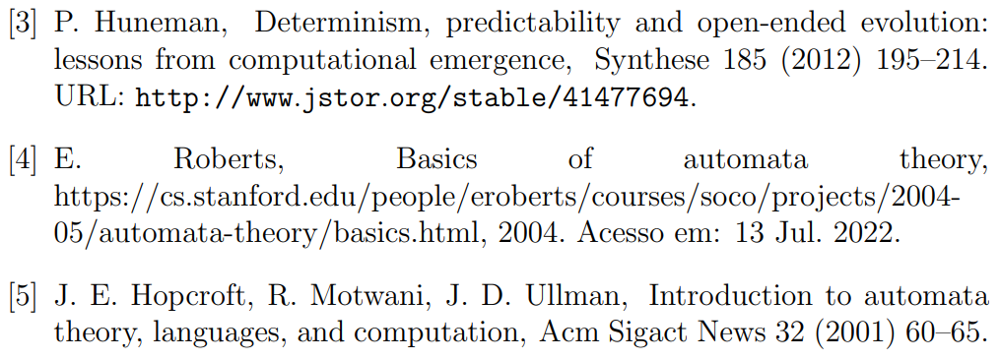 [3] P. Huneman, Determinism, predictability and open-ended evolution:
lessons from computational emergence, Synthese 185 (2012) 195–214.
URL: http://www.jstor.org/stable/41477694.
[4] E. Roberts, Basics of automata theory,
https://cs.stanford.edu/people/eroberts/courses/soco/projects/2004-
05/automata-theory/basics.html, 2004. Acesso em: 13 Jul. 2022.
[5] J. E. Hopcroft, R. Motwani, J. D. Ullman, Introduction to automata
theory, languages, and computation, Acm Sigact News 32 (2001) 60–65.